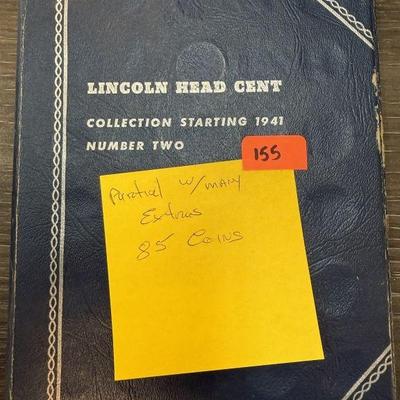 LINCOLN HEAD CENT
COLLECTION STARTING 1941
NUMBER TWO
155
Partial w/ many
Extras
85 Coins